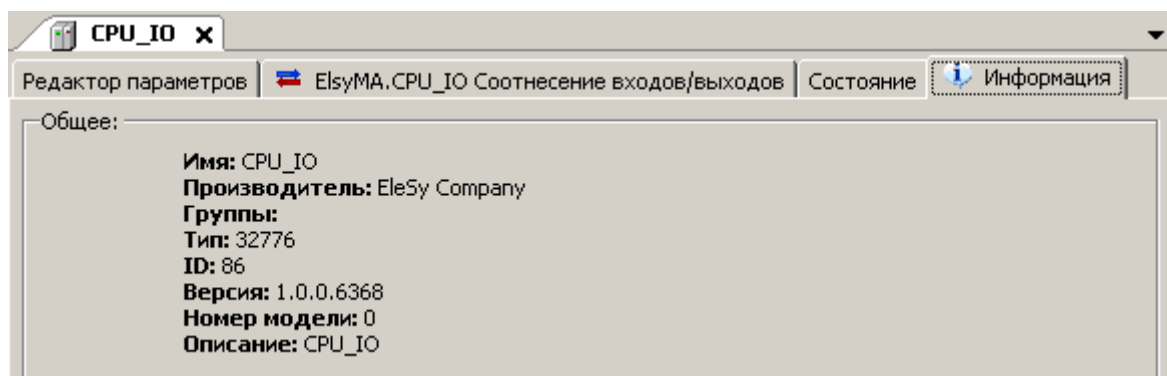 CPU_IO x
Редактор параметров ElsyMA.CPU_IO Соотнесение входов/выходов Состояние Информация
Общее:
Имя: CPU_IO
Производитель: EleSy Company
Группы:
Тип: 32776
ID: 86
Версия: 1.0.0.6368
Номер модели: 0
Описание: CPU_IO